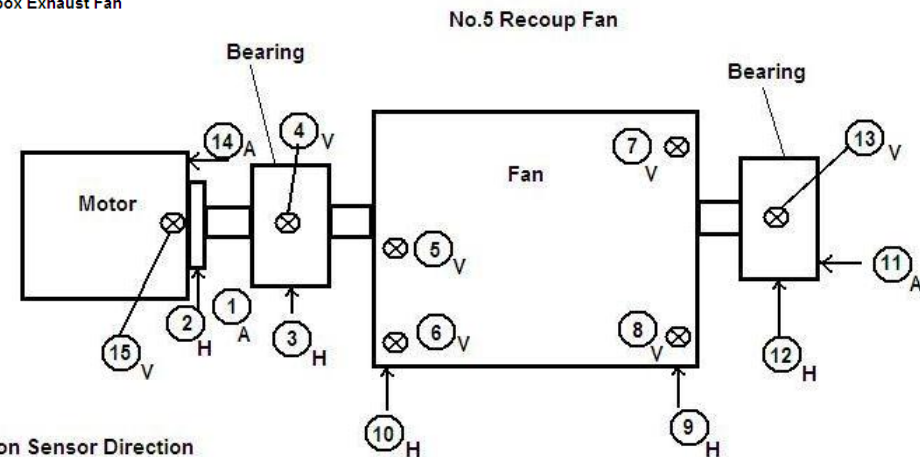 box Exhaust Fan
No.5 Recoup Fan
Bearing
Bearing
14 A
4 V
13 V
7 V
Fan
Motor
5 V
11 A
1 A
2 H
3 H
6 V
8 V
15 V
12 H
10 H
9 H
on Sensor Direction